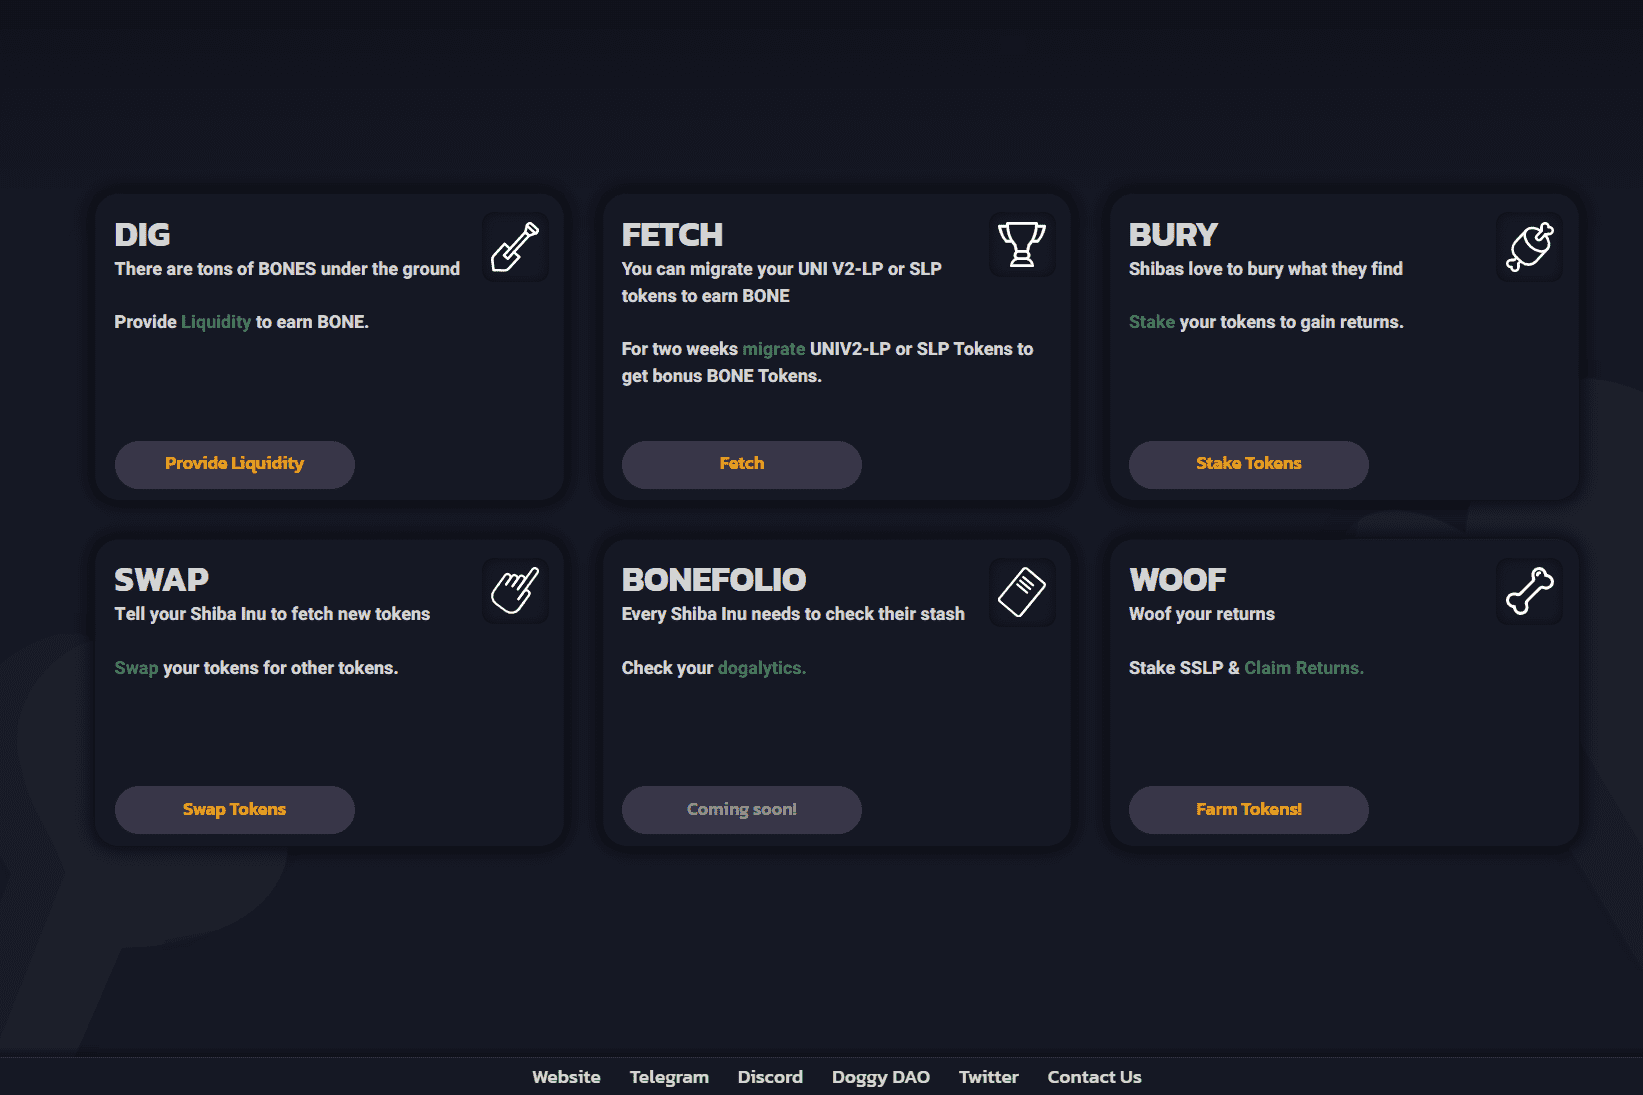 DIG
There are tons of BONES under the ground
Provide Liquidity to earn BONE.
Provide Liquidity
FETCH
You can migrate your UNI V2-LP or SLP
tokens to earn BONE
For two weeks migrate UNIV2-LP or SLP Tokens to
get bonus BONE Tokens.
Fetch
BURY
Shibas love to bury what they find
Stake your tokens to gain returns.
Stake Tokens
SWAP
Tell your Shiba Inu to fetch new tokens
Swap your tokens for other tokens.
Swap Tokens
BONEFOLIO
Every Shiba Inu needs to check their stash
Check your dogalytics.
Coming soon!
WOOF
Woof your returns
Stake SSLP & Claim Returns.
Farm Tokens!
Website Telegram Discord Doggy DAO Twitter Contact Us